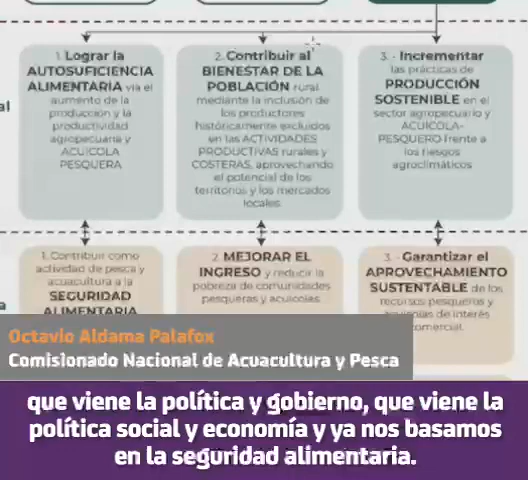 1. Lograr la
AUTOSUFICIENCIA
ALIMENTARIA vía el
aumento de la
producción y la
productividad
agropecuaria y
ACUÍCOLA
PESQUERA
2. Contribuir al
BIENESTAR DE LA
POBLACIÓN rural
mediante la inclusión de
los productores
históricamente excluidos
en las ACTIVIDADES
PRODUCTIVAS rurales y
COSTERAS, aprovechando
el potencial de los
territorios y los mercados
locales.
3. - Incrementar
las prácticas de
PRODUCCIÓN
SOSTENIBLE en el
sector agropecuario y
ACUÍCOLA-
PESQUERO frente a
los riesgos
agroclimáticos
al
1. Contribuir como
actividad de pesca y
acuacultura a la
SEGURIDAD
ALIMENTARIA
2. MEJORAR EL
INGRESO y reducir la
pobreza de comunidades
pesqueras y acuícolas.
3. - Garantizar el
APROVECHAMIENTO
SUSTENTABLE de los
recursos pesqueros y
acuícolas de interés
comercial.
a
Octavio Aldama Palafox
Comisionado Nacional de Acuacultura y Pesca
que viene la política y gobierno, que viene la
política social y economía y ya nos basamos
en la seguridad alimentaria.